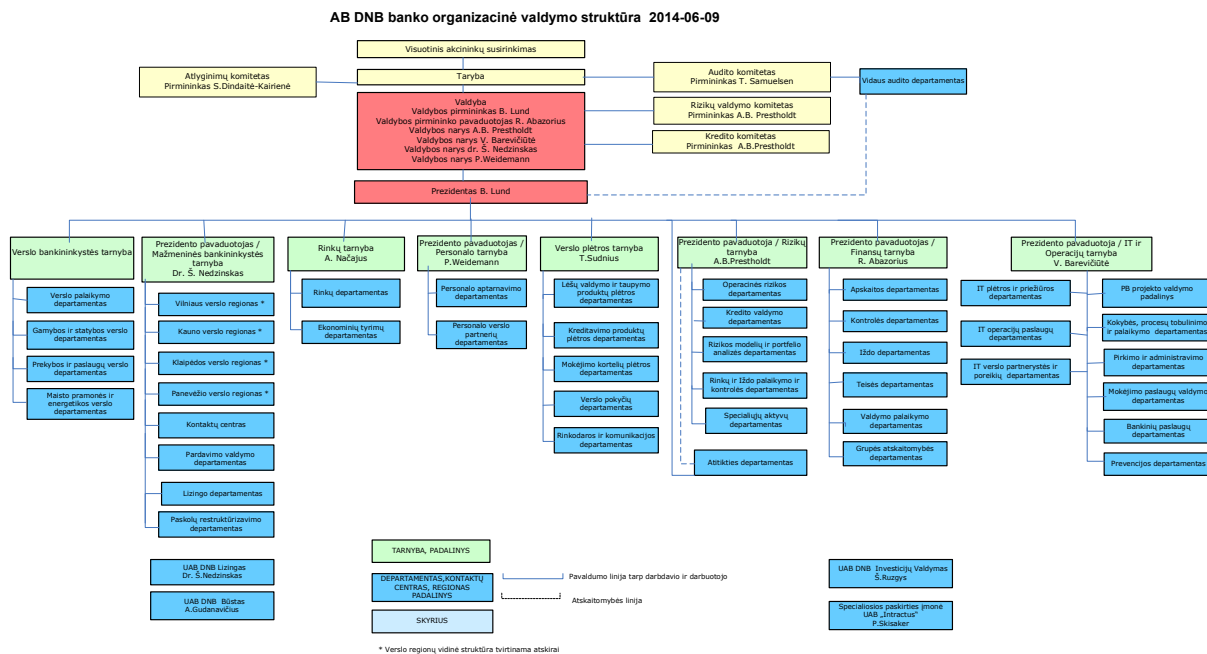 AB DNB banko organizacinė valdymo struktūra 2014-06-09
Visuotinis akcininkų susirinkimas
Atlyginimų komitetas
Pirmininkas S.Dindaitė-Kairienė
Taryba
Audito komitetas
Pirmininkas T. Samuelsen
Vidaus audito departamentas
Valdyba
Valdybos pirmininkas B. Lund
Valdybos pirmininko pavaduotojas R. Abazorius
Valdybos narys A.B. Prestholdt
Valdybos narys V. Barevičiūtė
Valdybos narys dr. Š. Nedzinskas
Valdybos narys P.Weidemann
Rizikų valdymo komitetas
Pirmininkas A.B. Prestholdt
Kredito komitetas
Pirmininkas A.B.Prestholdt
Prezidentas B. Lund
Verslo bankininkystės tarnyba
Verslo palaikymo
departamentas
Gamybos ir statybos verslo
departamentas
Prekybos ir paslaugų verslo
departamentas
Maisto pramonės ir
energetikos verslo
departamentas
Prezidento pavaduotojas /
Mažmeninės bankininkystės
tarnyba
Dr. Š. Nedzinskas
Vilniaus verslo regionas *
Kauno verslo regionas *
Klaipėdos verslo regionas *
Panevėžio verslo regionas *
Kontaktų centras
Pardavimo valdymo
departamentas
Lizingo departamentas
Paskolų restruktūrizavimo
departamentas
UAB DNB Lizingas
Dr. Š.Nedzinskas
UAB DNB Būstas
A.Gudanavičius
Rinkų tarnyba
A. Načajus
Rinkų departamentas
Ekonominių tyrimų
departamentas
Prezidento pavaduotojas /
Personalo tarnyba
P.Weidemann
Personalo aptarnavimo
departamentas
Personalo verslo
partnerių
departamentas
Verslo plėtros tarnyba
T.Sudnius
Lėšų valdymo ir taupymo
produktų plėtros
departamentas
Kreditavimo produktų
plėtros departamentas
Mokėjimo kortelių plėtros
departamentas
Verslo pokyčių
departamentas
Rinkodaros ir komunikacijos
departamentas
Prezidento pavaduotoja / Rizikų
tarnyba
A.B.Prestholdt
Operacinės rizikos
departamentas
Kredito valdymo
departamentas
Rizikos modelių ir portfelio
analizės departamentas
Rinkų ir Iždo palaikymo ir
kontrolės departamentas
Specialiųjų aktyvų
departamentas
Atitikties departamentas
Prezidento pavaduotojas /
Finansų tarnyba
R. Abazorius
Apskaitos departamentas
Kontrolės departamentas
Iždo departamentas
Teisės departamentas
Valdymo palaikymo
departamentas
Grupės atskaitomybės
departamentas
Prezidento pavaduotoja / IT ir
Operacijų tarnyba
V. Barevičiūtė
IT plėtros ir priežiūros
departamentas
IT operacijų paslaugų
departamentas
IT verslo partnerystės ir
poreikių departamentas
PB projekto valdymo
padalinys
Kokybės, procesų tobulinimo
ir palaikymo departamentas
Pirkimo ir administravimo
departamentas
Mokėjimo paslaugų valdymo
departamentas
Bankinių paslaugų
departamentas
Prevencijos departamentas
TARNYBA, PADALINYS
DEPARTAMENTAS,KONTAKTŲ
CENTRAS, REGIONAS
PADALINYS
SKYRIUS
Pavaldumo linija tarp darbdavio ir darbuotojo
Atskaitomybės linija
UAB DNB Investicijų Valdymas
Š.Ruzgys
Specialiosios paskirties įmonė
UAB „Intractus“
P.Skisaker
* Verslo regionų vidinė struktūra tvirtinama atskirai